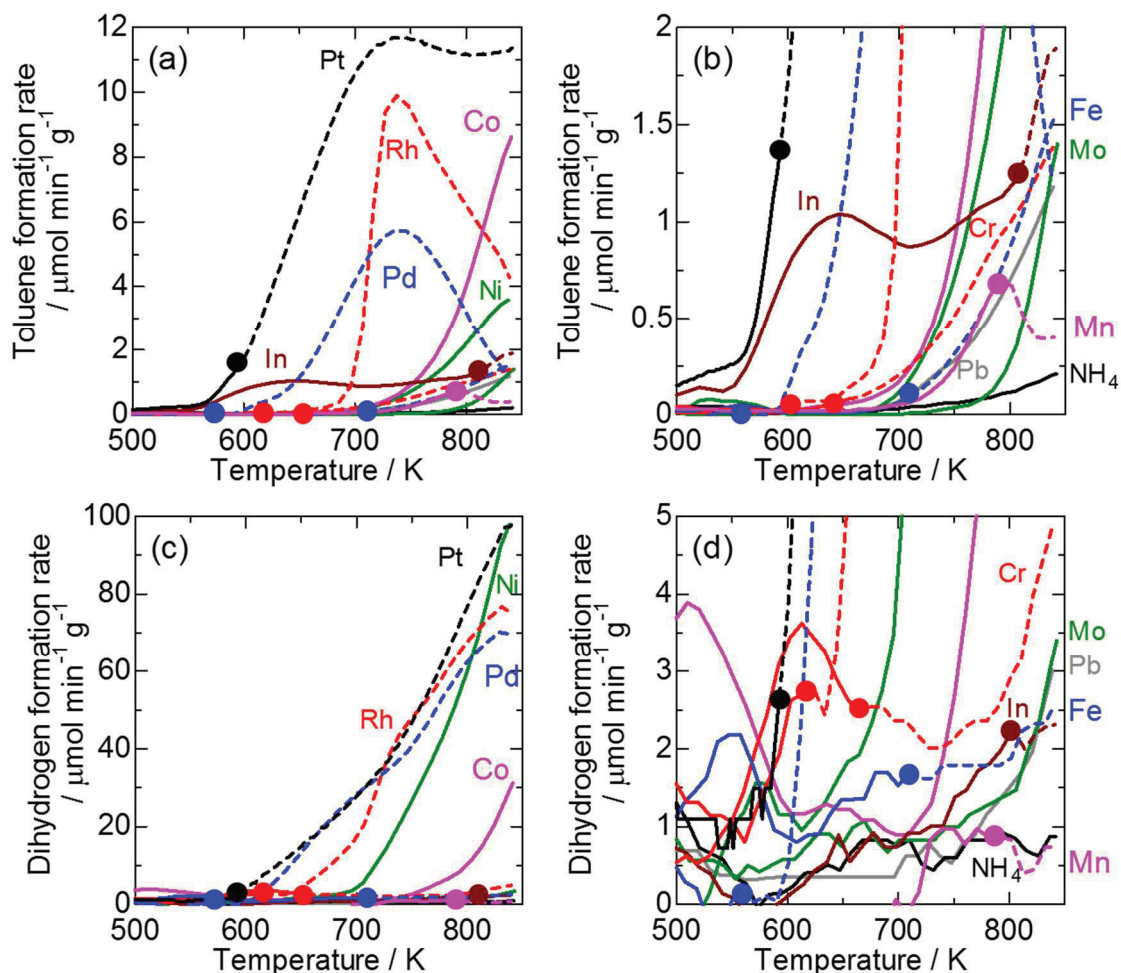 (a)
Toluene formation rate
/ μmol min⁻¹ g⁻¹
12
10
8
6
4
2
0
Pt
Co
Rh
Pd
Ni
In
500 600 700 800
Temperature / K
(b)
Toluene formation rate
/ μmol min⁻¹ g⁻¹
2
1.5
1
0.5
0
In
Cr
Pb
Fe
Mo
Mn
NH₄
500 600 700 800
Temperature / K
(c)
Dihydrogen formation rate
/ μmol min⁻¹ g⁻¹
100
80
60
40
20
0
Pt
Ni
Pd
Rh
Co
500 600 700 800
Temperature / K
(d)
Dihydrogen formation rate
/ μmol min⁻¹ g⁻¹
5
4
3
2
1
0
Cr
Mo
Pb
In
Fe
NH₄
Mn
500 600 700 800
Temperature / K